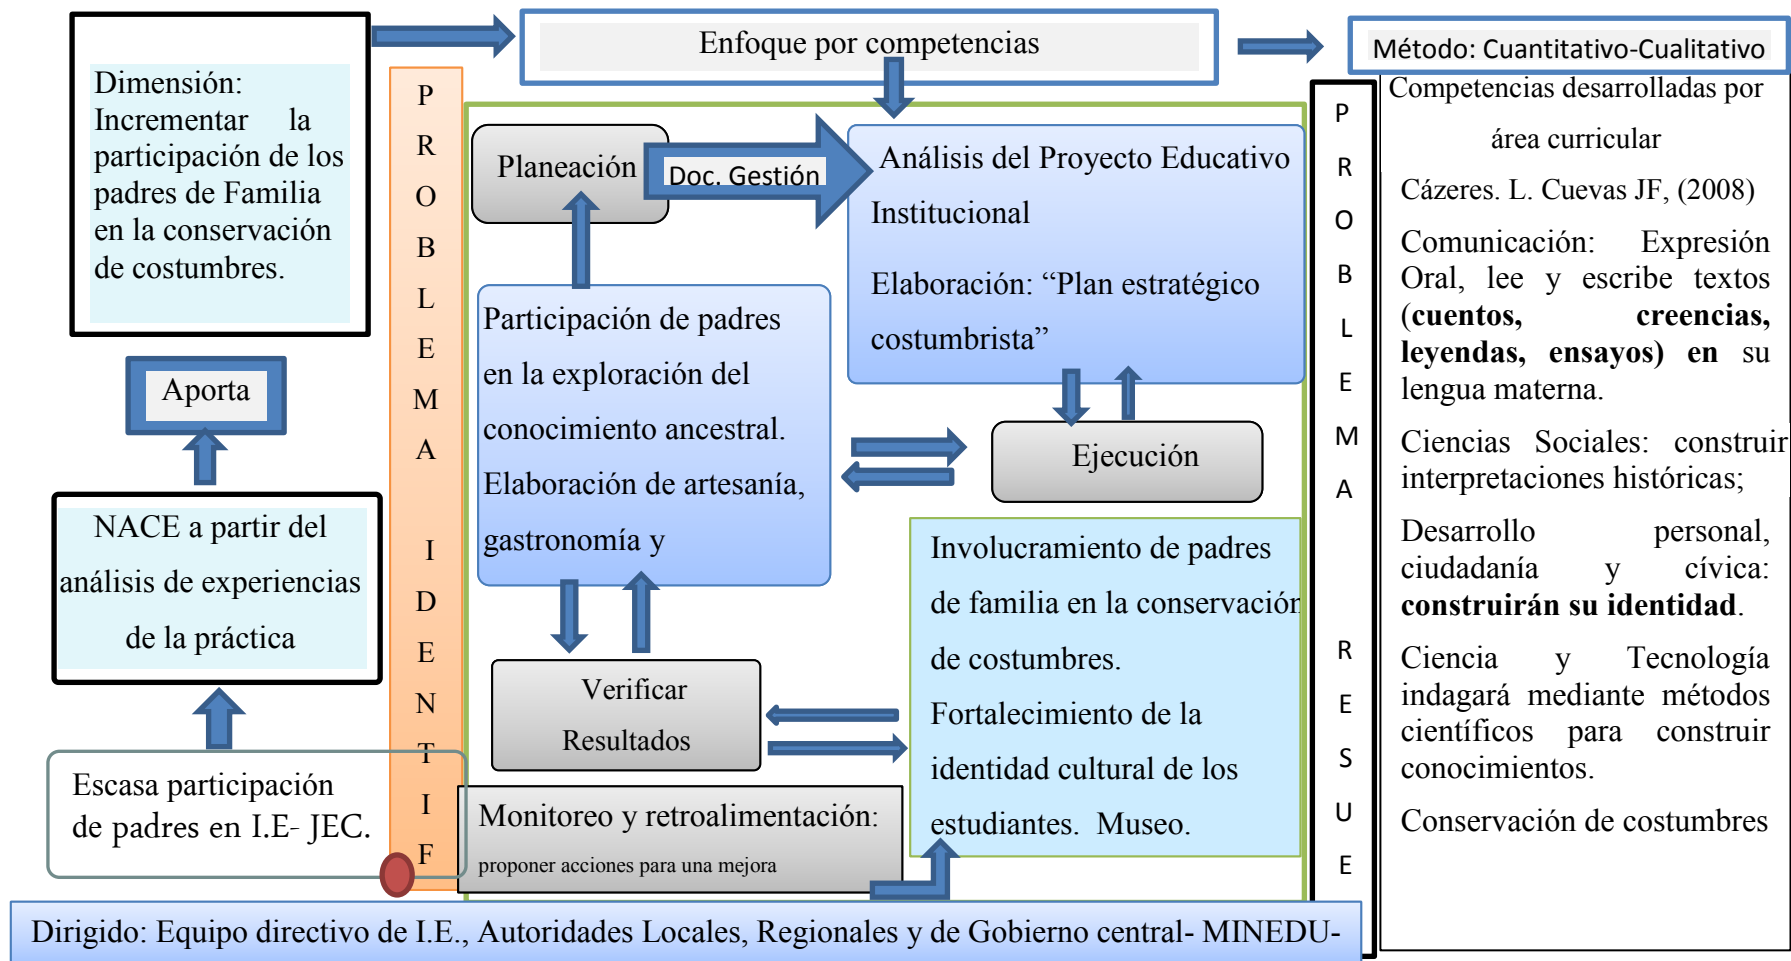 Enfoque por competencias
Método: Cuantitativo-Cualitativo
Dimensión:
Incrementar la
participación de los
padres de Familia
en la conservación
de costumbres.
Aporta
NACE a partir del
análisis de experiencias
de la práctica
Escasa participación
de padres en I.E- JEC.
P
R
O
B
L
E
M
A
I
D
E
N
T
I
F
Planeación
Doc. Gestión
Análisis del Proyecto Educativo
Institucional
Elaboración: “Plan estratégico
costumbrista”
Participación de padres
en la exploración del
conocimiento ancestral.
Elaboración de artesanía,
gastronomía y
Ejecución
Verificar
Resultados
Involucramiento de padres
de familia en la conservación
de costumbres.
Fortalecimiento de la
identidad cultural de los
estudiantes. Museo.
Monitoreo y retroalimentación:
proponer acciones para una mejora
P
R
O
B
L
E
M
A
R
E
S
U
E
Competencias desarrolladas por
área curricular
Cázeres. L. Cuevas JF, (2008)
Comunicación: Expresión
Oral, lee y escribe textos
(cuentos, creencias,
leyendas, ensayos) en su
lengua materna.
Ciencias Sociales: construir
interpretaciones históricas;
Desarrollo personal,
ciudadanía y cívica:
construirán su identidad.
Ciencia y Tecnología
indagará mediante métodos
científicos para construir
conocimientos.
Conservación de costumbres
Dirigido: Equipo directivo de I.E., Autoridades Locales, Regionales y de Gobierno central- MINEDU-